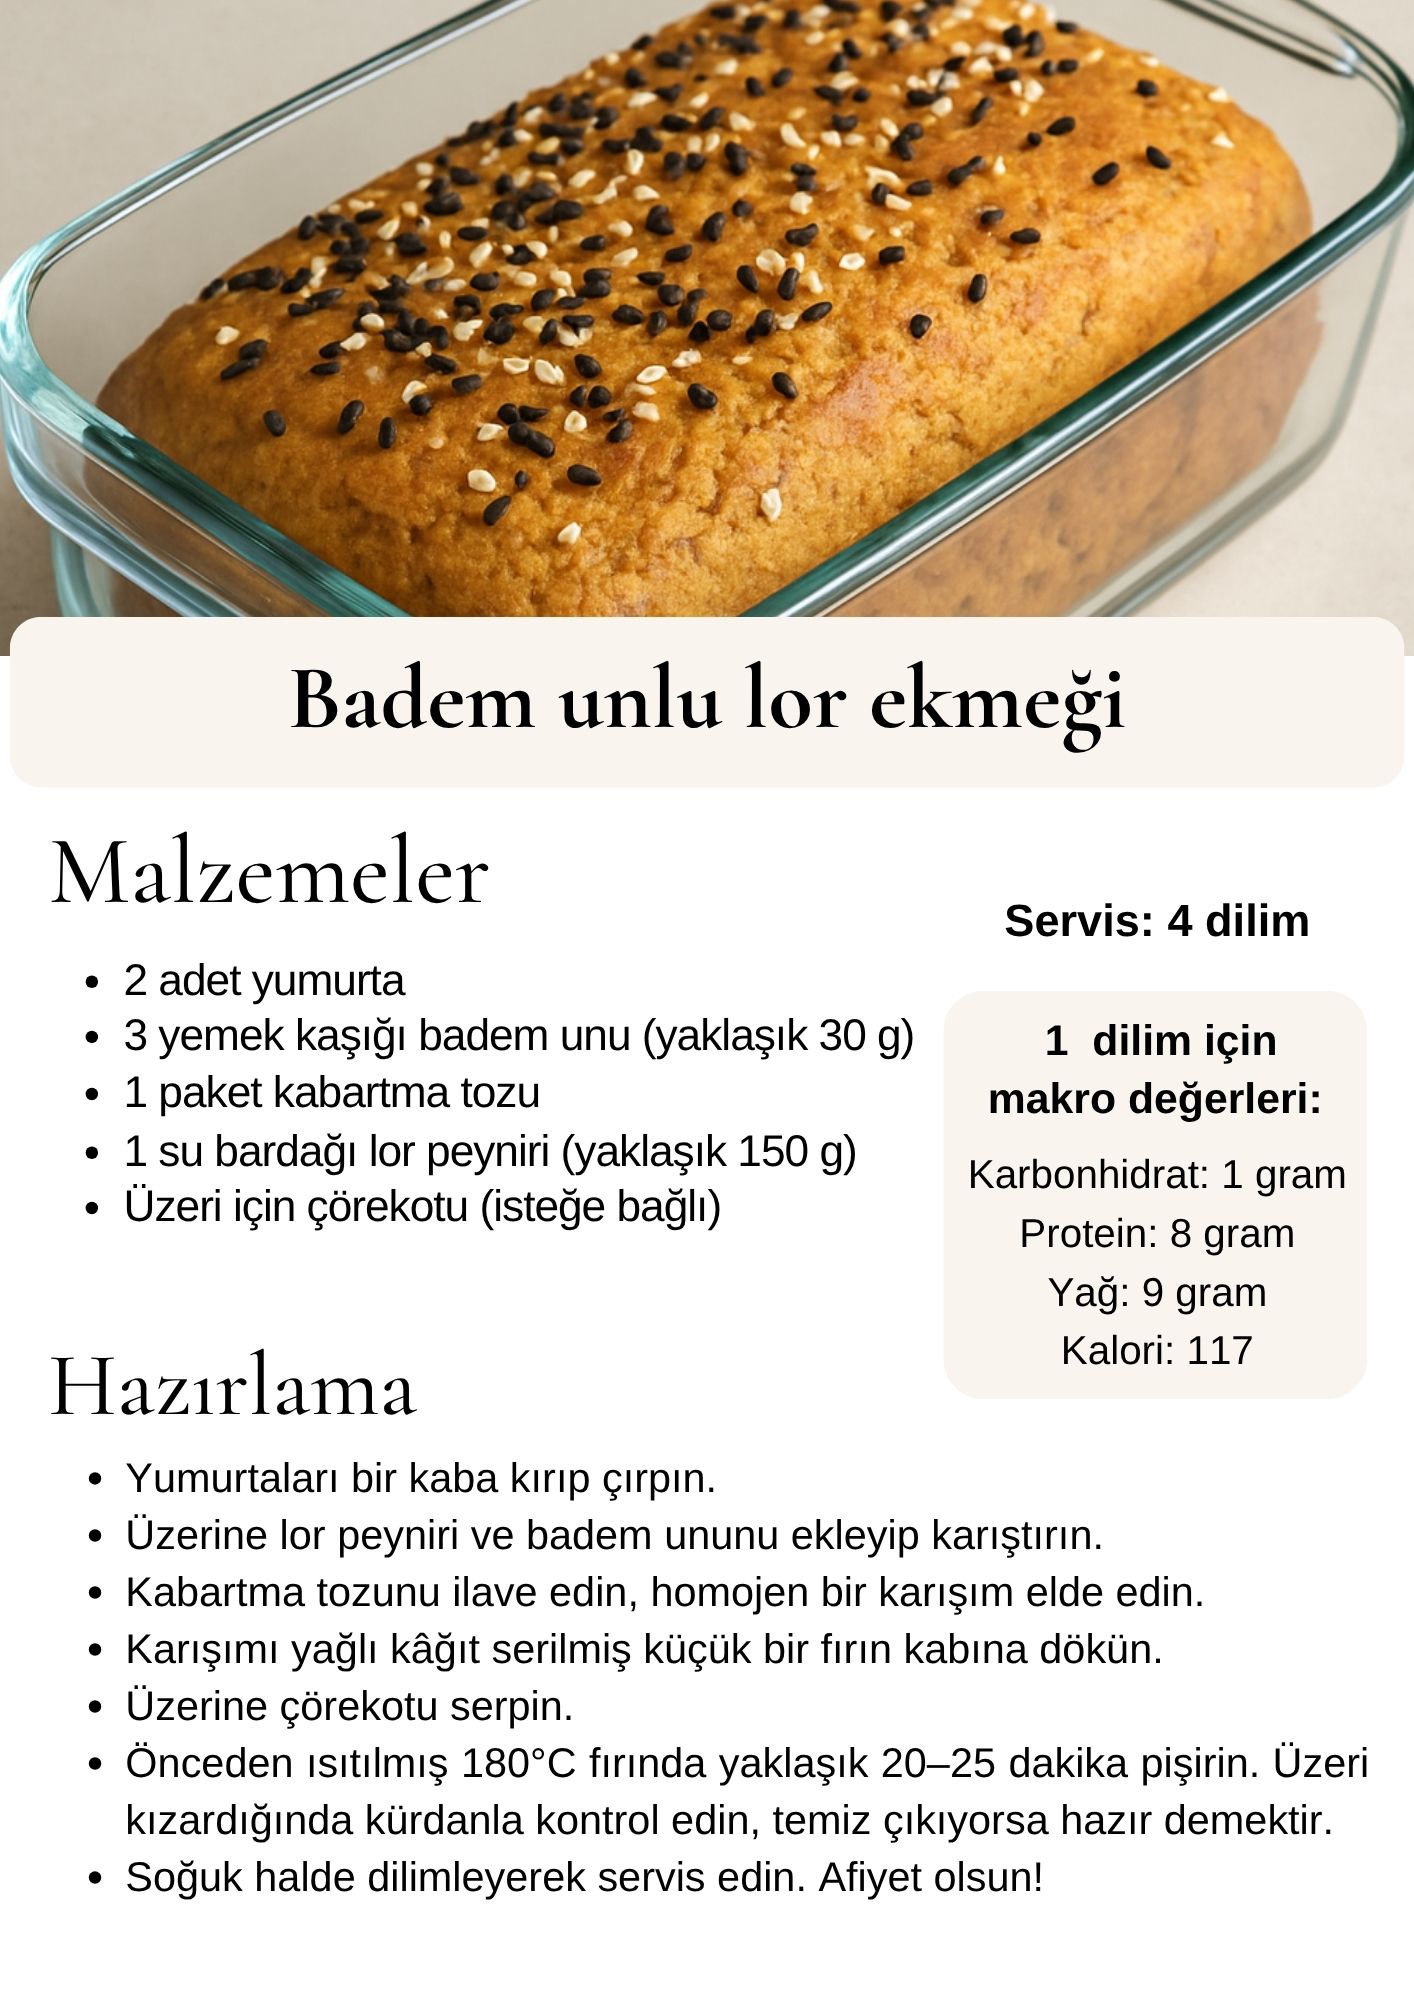 Badem unlu lor ekmeği
Malzemeler
• 2 adet yumurta
• 3 yemek kaşığı badem unu (yaklaşık 30 g)
• 1 paket kabartma tozu
• 1 su bardağı lor peyniri (yaklaşık 150 g)
• Üzeri için çörekotu (isteğe bağlı)
Servis: 4 dilim
1 dilim için
makro değerleri:
Karbonhidrat: 1 gram
Protein: 8 gram
Yağ: 9 gram
Kalori: 117
Hazırlama
• Yumurtaları bir kaba kırıp çırpın.
• Üzerine lor peyniri ve badem ununu ekleyip karıştırın.
• Kabartma tozunu ilave edin, homojen bir karışım elde edin.
• Karışımı yağlı kâğıt serilmiş küçük bir fırın kabına dökün.
• Üzerine çörekotu serpin.
• Önceden ısıtılmış 180°C fırında yaklaşık 20–25 dakika pişirin. Üzeri
kızardığında kürdanla kontrol edin, temiz çıkıyorsa hazır demektir.
• Soğuk halde dilimleyerek servis edin. Afiyet olsun!